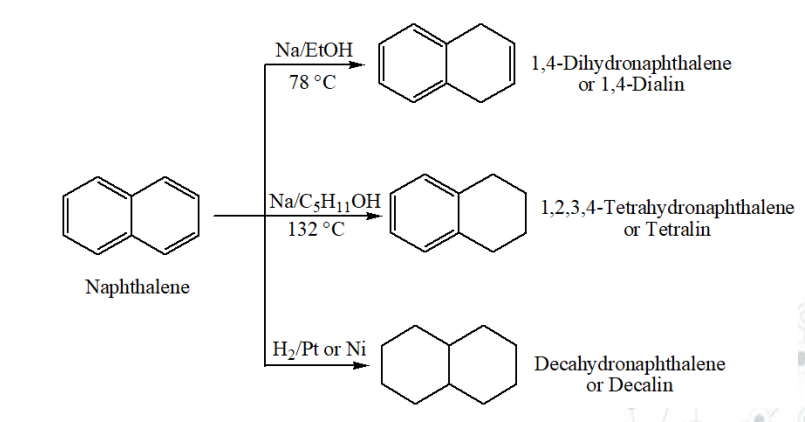 Na/EtOH
78 °C
1,4-Dihydronaphthalene
or 1,4-Dialin
Na/C₅H₁₁OH
132 °C
1,2,3,4-Tetrahydronaphthalene
or Tetralin
Naphthalene
H₂/Pt or Ni
Decahydronaphthalene
or Decalin